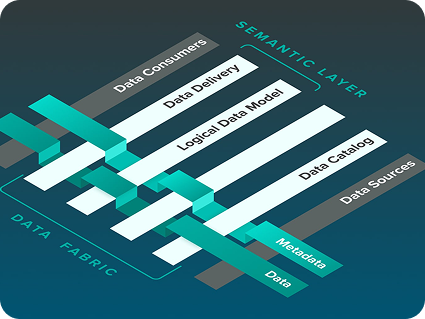 SEMANTIC LAYER
Data Consumers
Data Delivery
Logical Data Model
Data Catalog
Data Sources
Metadata
Data
DATA FABRIC